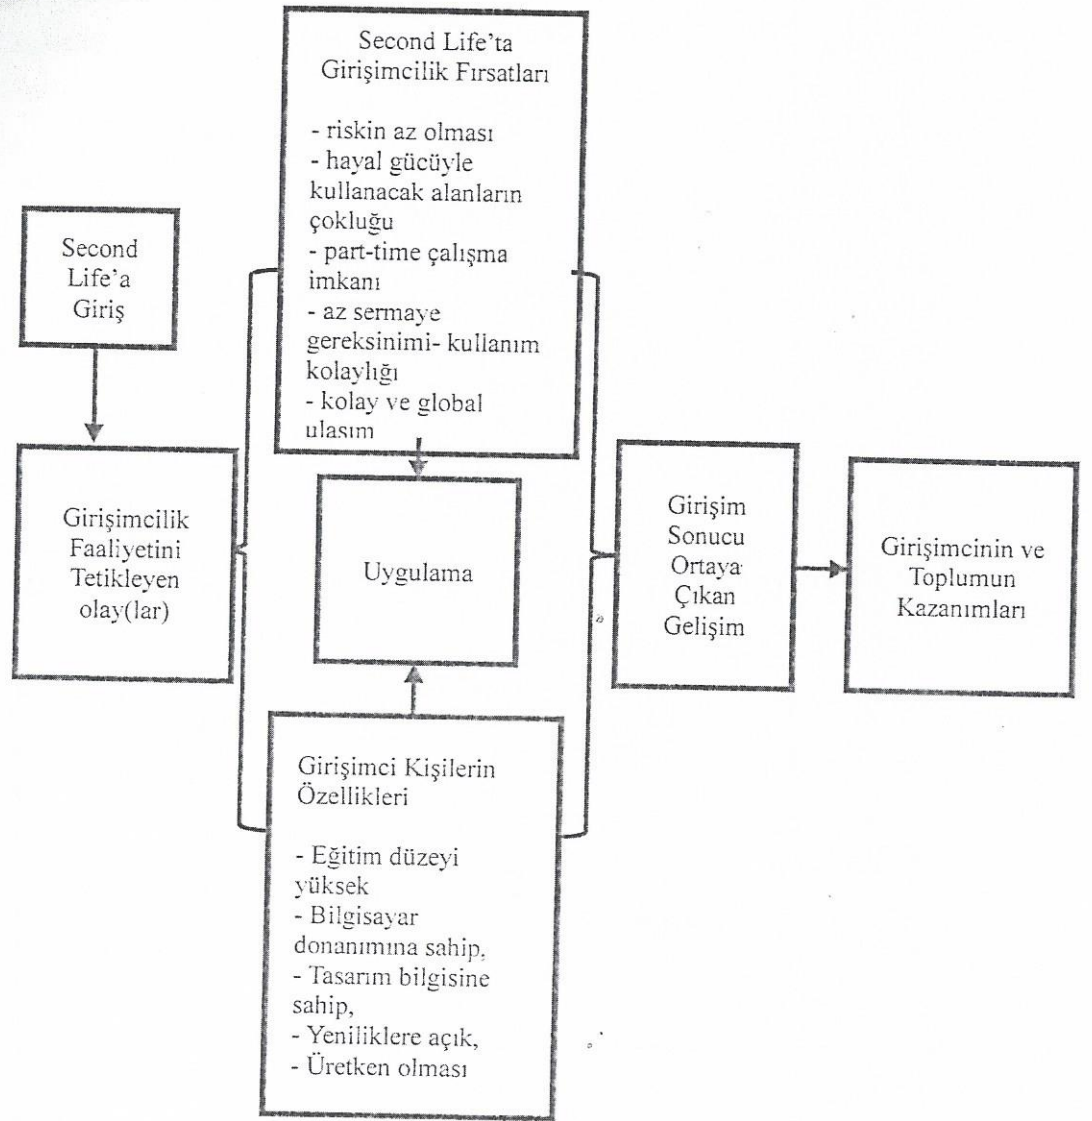 Second Life'ta
Girişimcilik Fırsatları
- riskin az olması
- hayal gücüyle
kullanacak alanların
çokluğu
- part-time çalışma
imkanı
- az sermaye
gereksinimi- kullanım
kolaylığı
- kolay ve global
ulaşım
Second
Life'a
Giriş
Girişimcilik
Faaliyetini
Tetikleyen
olay(lar)
Uygulama
Girişim
Sonucu
Ortaya
Çıkan
Gelişim
Girişimcinin ve
Toplumun
Kazanımları
Girişimci Kişilerin
Özellikleri
- Eğitim düzeyi
yüksek
- Bilgisayar
donanımına sahip,
- Tasarım bilgisine
sahip,
- Yeniliklere açık,
- Üretken olması